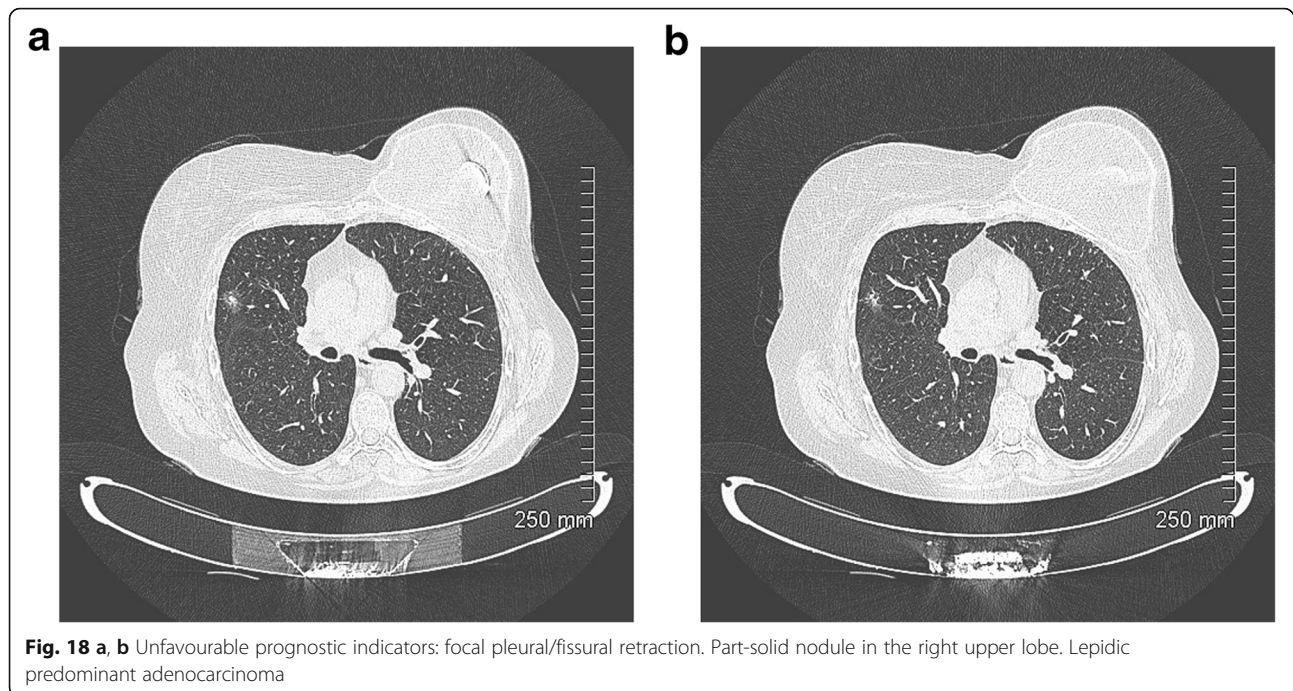 a
b
250 mm
250 mm
Fig. 18 a, b Unfavourable prognostic indicators: focal pleural/fissural retraction. Part-solid nodule in the right upper lobe. Lepidic
predominant adenocarcinoma